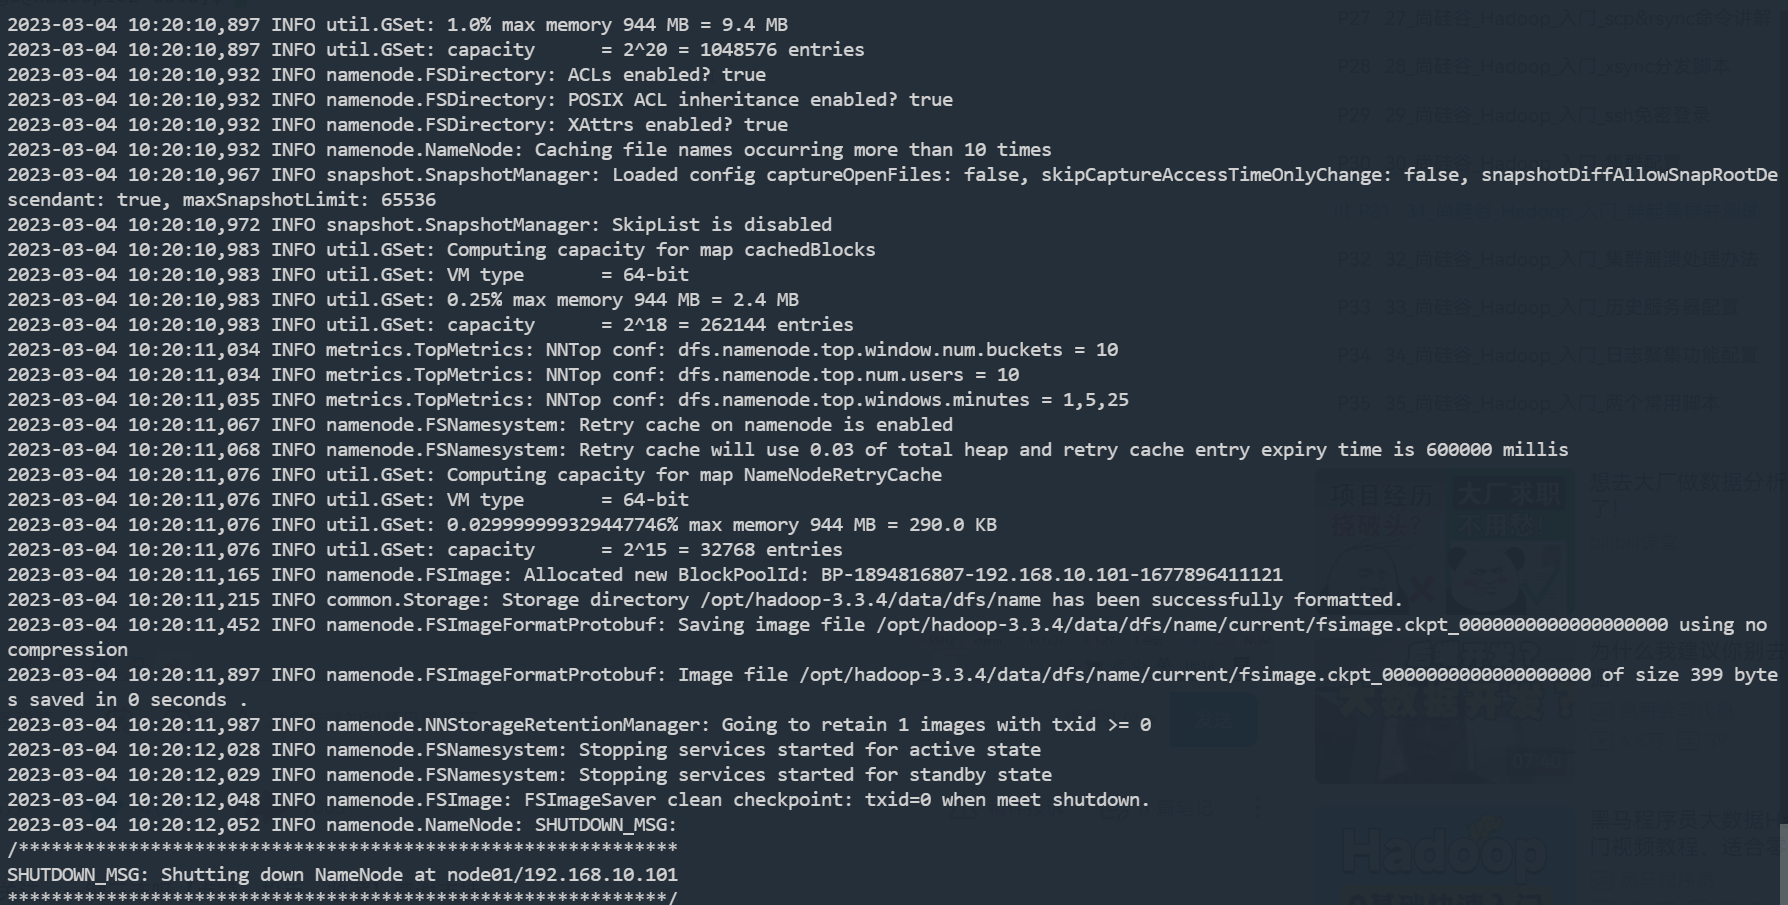 2023-03-04 10:20:10,897 INFO util.GSet: 1.0% max memory 944 MB = 9.4 MB
2023-03-04 10:20:10,897 INFO util.GSet: capacity      = 2^20 = 1048576 entries
2023-03-04 10:20:10,932 INFO namenode.FSDirectory: ACLs enabled? true
2023-03-04 10:20:10,932 INFO namenode.FSDirectory: POSIX ACL inheritance enabled? true
2023-03-04 10:20:10,932 INFO namenode.FSDirectory: XAttrs enabled? true
2023-03-04 10:20:10,932 INFO namenode.NameNode: Caching file names occurring more than 10 times
2023-03-04 10:20:10,967 INFO snapshot.SnapshotManager: Loaded config captureOpenFiles: false, skipCaptureAccessTimeOnlyChange: false, snapshotDiffAllowSnapRootDe
scendant: true, maxSnapshotLimit: 65536
2023-03-04 10:20:10,972 INFO snapshot.SnapshotManager: SkipList is disabled
2023-03-04 10:20:10,983 INFO util.GSet: Computing capacity for map cachedBlocks
2023-03-04 10:20:10,983 INFO util.GSet: VM type       = 64-bit
2023-03-04 10:20:10,983 INFO util.GSet: 0.25% max memory 944 MB = 2.4 MB
2023-03-04 10:20:10,983 INFO util.GSet: capacity      = 2^18 = 262144 entries
2023-03-04 10:20:11,034 INFO metrics.TopMetrics: NNTop conf: dfs.namenode.top.window.num.buckets = 10
2023-03-04 10:20:11,034 INFO metrics.TopMetrics: NNTop conf: dfs.namenode.top.num.users = 10
2023-03-04 10:20:11,035 INFO metrics.TopMetrics: NNTop conf: dfs.namenode.top.windows.minutes = 1,5,25
2023-03-04 10:20:11,067 INFO namenode.FSNamesystem: Retry cache on namenode is enabled
2023-03-04 10:20:11,068 INFO namenode.FSNamesystem: Retry cache will use 0.03 of total heap and retry cache entry expiry time is 600000 millis
2023-03-04 10:20:11,076 INFO util.GSet: Computing capacity for map NameNodeRetryCache
2023-03-04 10:20:11,076 INFO util.GSet: VM type       = 64-bit
2023-03-04 10:20:11,076 INFO util.GSet: 0.029999999329447746% max memory 944 MB = 290.0 KB
2023-03-04 10:20:11,076 INFO util.GSet: capacity      = 2^15 = 32768 entries
2023-03-04 10:20:11,165 INFO namenode.FSImage: Allocated new BlockPoolId: BP-1894816807-192.168.10.101-1677896411121
2023-03-04 10:20:11,215 INFO common.Storage: Storage directory /opt/hadoop-3.3.4/data/dfs/name has been successfully formatted.
2023-03-04 10:20:11,452 INFO namenode.FSImageFormatProtobuf: Saving image file /opt/hadoop-3.3.4/data/dfs/name/current/fsimage.ckpt_0000000000000000000 using no
compression
2023-03-04 10:20:11,897 INFO namenode.FSImageFormatProtobuf: Image file /opt/hadoop-3.3.4/data/dfs/name/current/fsimage.ckpt_0000000000000000000 of size 399 byte
s saved in 0 seconds .
2023-03-04 10:20:11,987 INFO namenode.NNStorageRetentionManager: Going to retain 1 images with txid >= 0
2023-03-04 10:20:12,028 INFO namenode.FSNamesystem: Stopping services started for active state
2023-03-04 10:20:12,029 INFO namenode.FSNamesystem: Stopping services started for standby state
2023-03-04 10:20:12,048 INFO namenode.FSImage: FSImageSaver clean checkpoint: txid=0 when meet shutdown.
2023-03-04 10:20:12,052 INFO namenode.NameNode: SHUTDOWN_MSG:
/************************************************************
SHUTDOWN_MSG: Shutting down NameNode at node01/192.168.10.101
************************************************************/